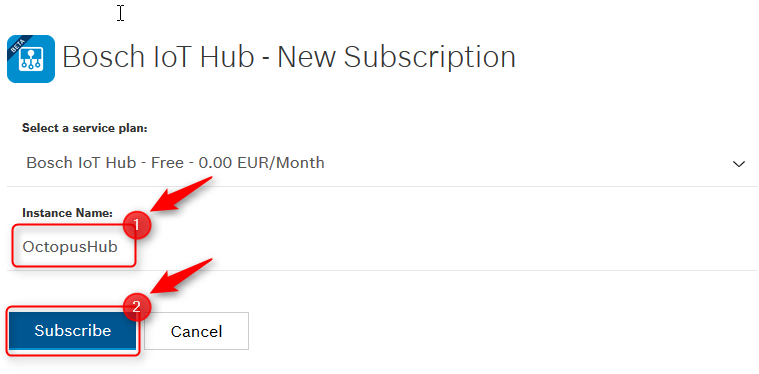 BETA
Bosch IoT Hub - New Subscription
Select a service plan:
Bosch IoT Hub - Free - 0.00 EUR/Month
Instance Name:
1
OctopusHub
2
Subscribe
Cancel